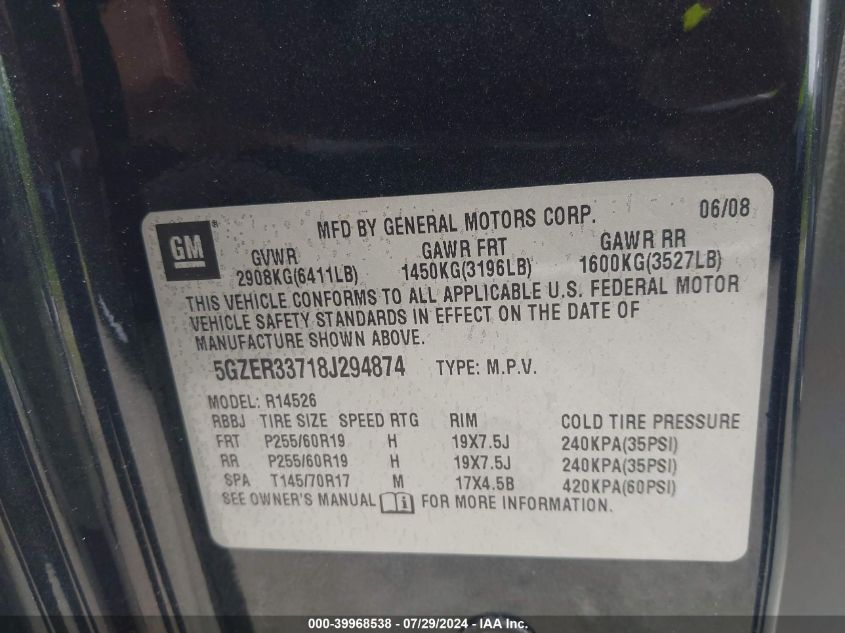 MFD BY GENERAL MOTORS CORP. 06/08
GM®
GVWR GAWR FRT GAWR RR
2908KG(6411LB) 1450KG(3196LB) 1600KG(3527LB)
THIS VEHICLE CONFORMS TO ALL APPLICABLE U.S. FEDERAL MOTOR
VEHICLE SAFETY STANDARDS IN EFFECT ON THE DATE OF
MANUFACTURE SHOWN ABOVE.
5GZER33718J294874 TYPE: M.P.V.
MODEL: R14526
RBBJ TIRE SIZE SPEED RTG RIM COLD TIRE PRESSURE
FRT P255/60R19 H 19X7.5J 240KPA(35PSI)
RR P255/60R19 H 19X7.5J 240KPA(35PSI)
SPA T145/70R17 M 17X4.5B 420KPA(60PSI)
SEE OWNER'S MANUAL i FOR MORE INFORMATION.
000-39968538 - 07/29/2024 - IAA Inc.